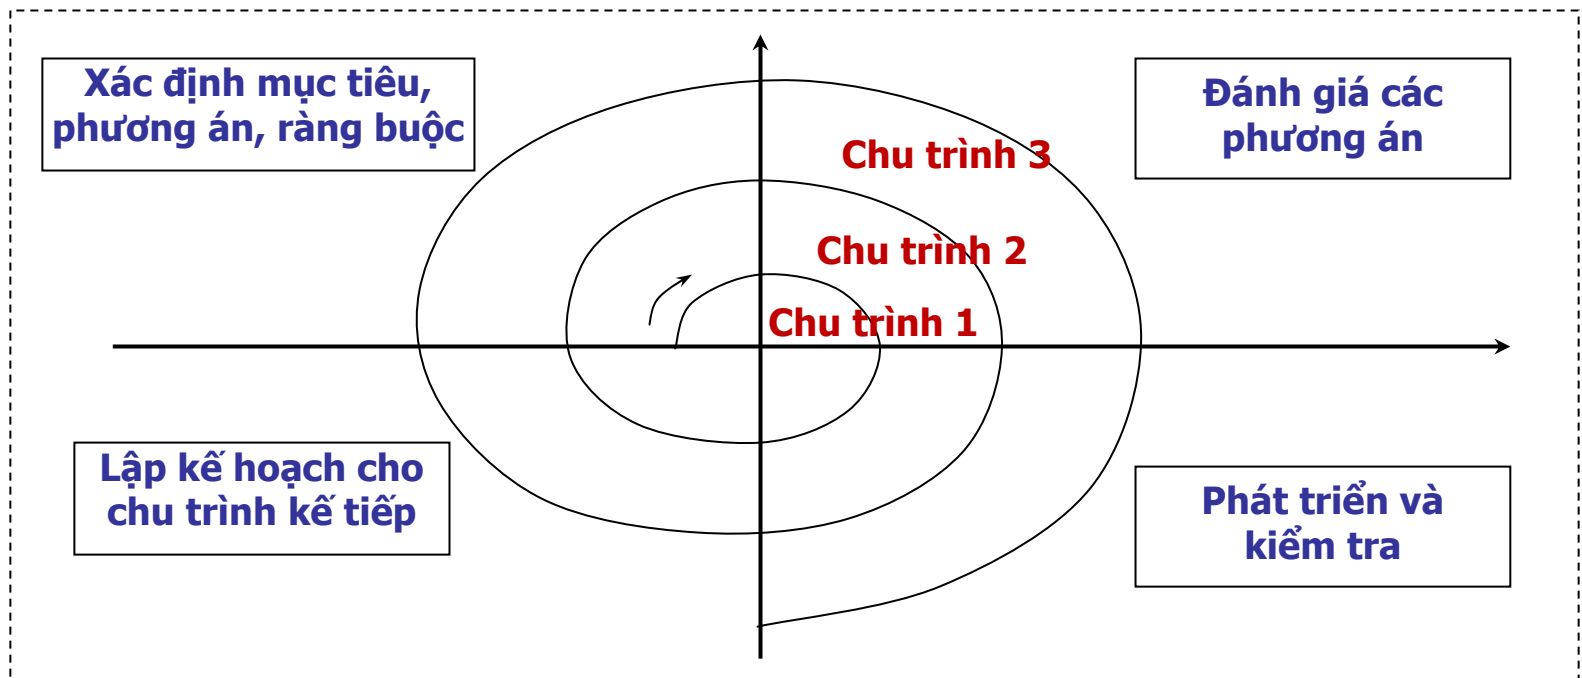 Xác định mục tiêu,
phương án, ràng buộc
Đánh giá các
phương án
Chu trình 3
Chu trình 2
Chu trình 1
Lập kế hoạch cho
chu trình kế tiếp
Phát triển và
kiểm tra